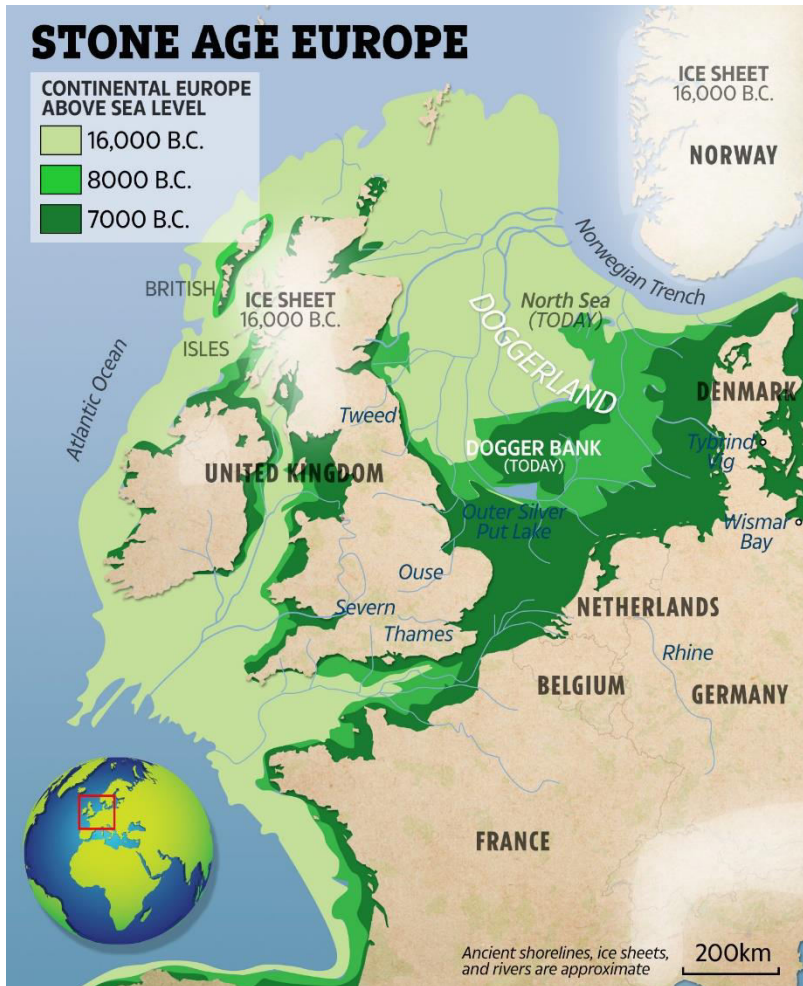 STONE AGE EUROPE
CONTINENTAL EUROPE
ABOVE SEA LEVEL
16,000 B.C.
8000 B.C.
7000 B.C.
ICE SHEET
16,000 B.C.
NORWAY
Norwegian Trench
North Sea
(TODAY)
DOGGERLAND
BRITISH
ISLES
ICE SHEET
16,000 B.C.
Atlantic Ocean
DENMARK
Tweed
DOGGER BANK
(TODAY)
Tybrind
Vig
UNITED KINGDOM
Outer Silver
Put Lake
Wismar
Bay
Ouse
Severn
Thames
NETHERLANDS
Rhine
BELGIUM
GERMANY
FRANCE
Ancient shorelines, ice sheets,
and rivers are approximate
200km